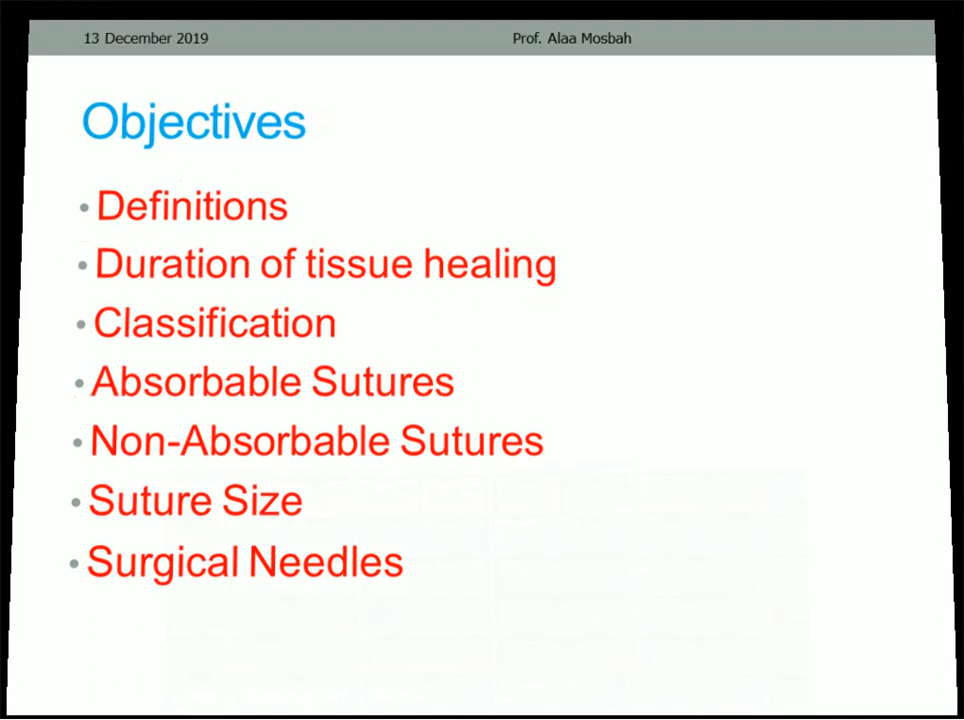 13 December 2019 Prof. Alaa Mosbah
Objectives
• Definitions
• Duration of tissue healing
• Classification
• Absorbable Sutures
• Non-Absorbable Sutures
• Suture Size
• Surgical Needles